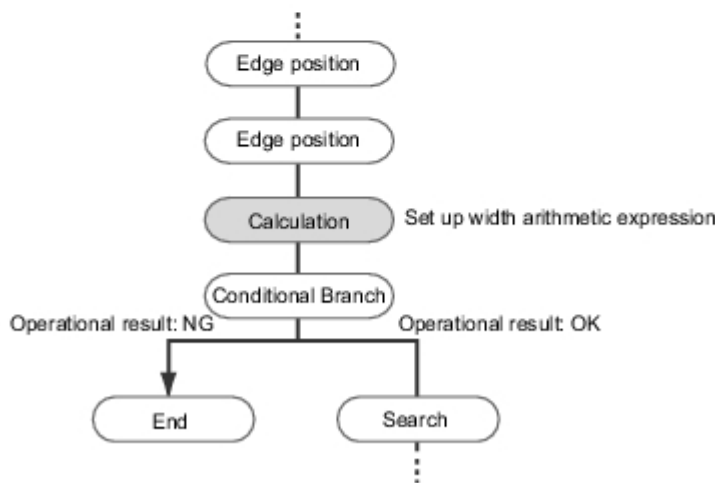 Edge position
Edge position
Calculation
Set up width arithmetic expression
Conditional Branch
Operational result: NG
Operational result: OK
End
Search